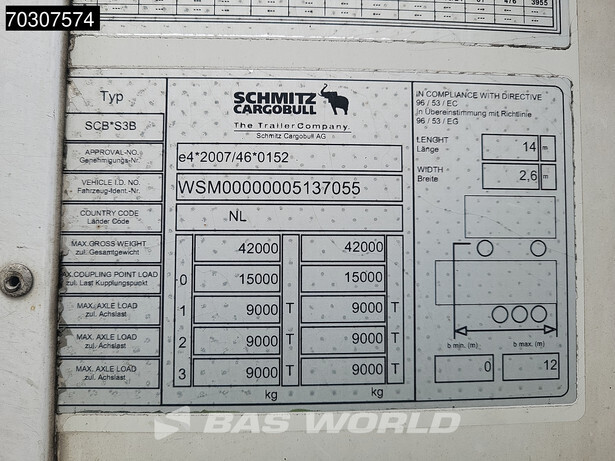 70307574
61 476 3955
Typ
SCB*S3B
APPROVAL-NO.
Genehmigungs-Nr.
VEHICLE I.D. NO.
Fahrzeug-Ident.-Nr.
COUNTRY CODE
Länder Code
MAX.GROSS WEIGHT
zul. Gesamtgewicht
MAX.COUPLING POINT LOAD
zul. Last Kupplungspunkt
MAX. AXLE LOAD
zul. Achslast
MAX. AXLE LOAD
zul. Achslast
MAX. AXLE LOAD
zul. Achslast
SCHMITZ
CARGOBULL
The Trailer Company.
Schmitz Cargobull AG
e4*2007/46*0152
WSM00000005137055
NL
42000 42000
0 15000 15000
1 9000 T 9000 T
2 9000 T 9000 T
3 9000 T 9000 T
kg kg
IN COMPLIANCE WITH DIRECTIVE
96 / 53 / EC
in Übereinstimmung mit Richtlinie
96 / 53 / EG
LENGHT
Länge 14 m
WIDTH
Breite 2,6 m
b min. (m) b max. (m)
0 12
BAS WORLD